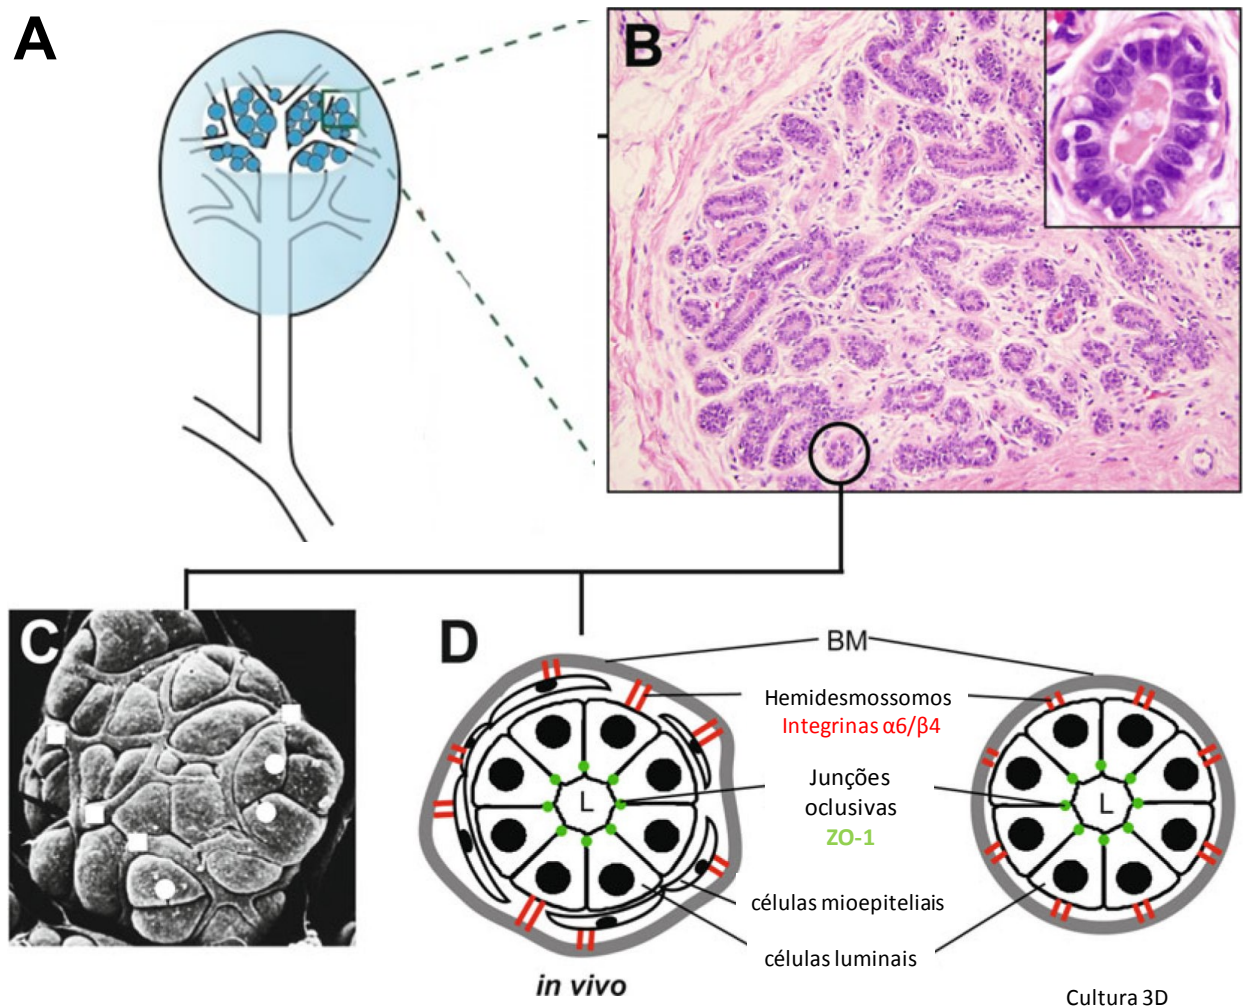 A
B
C
D
BM
Hemidesmossomos
Integrinas α6/β4
Junções
oclusivas
ZO-1
L
L
células mioepiteliais
células luminais
in vivo
Cultura 3D